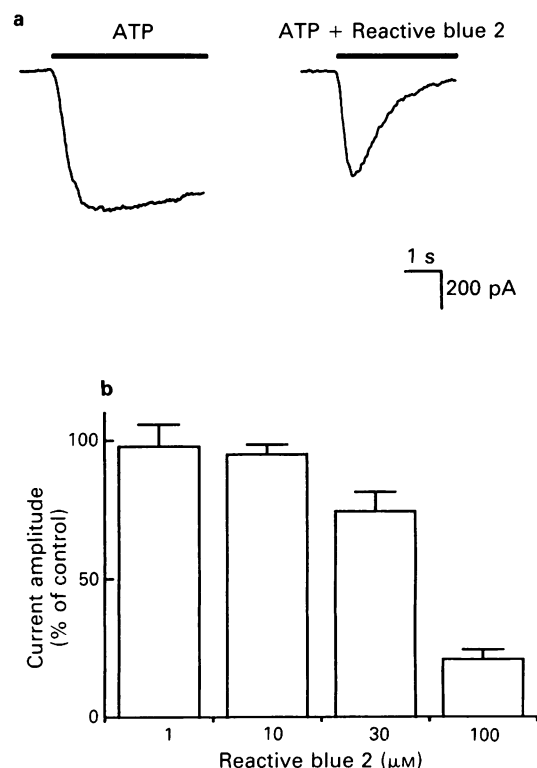 a
ATP
ATP + Reactive blue 2
1 s
200 pA
b
Current amplitude
(% of control)
100
50
0
1 10 30 100
Reactive blue 2 (μM)